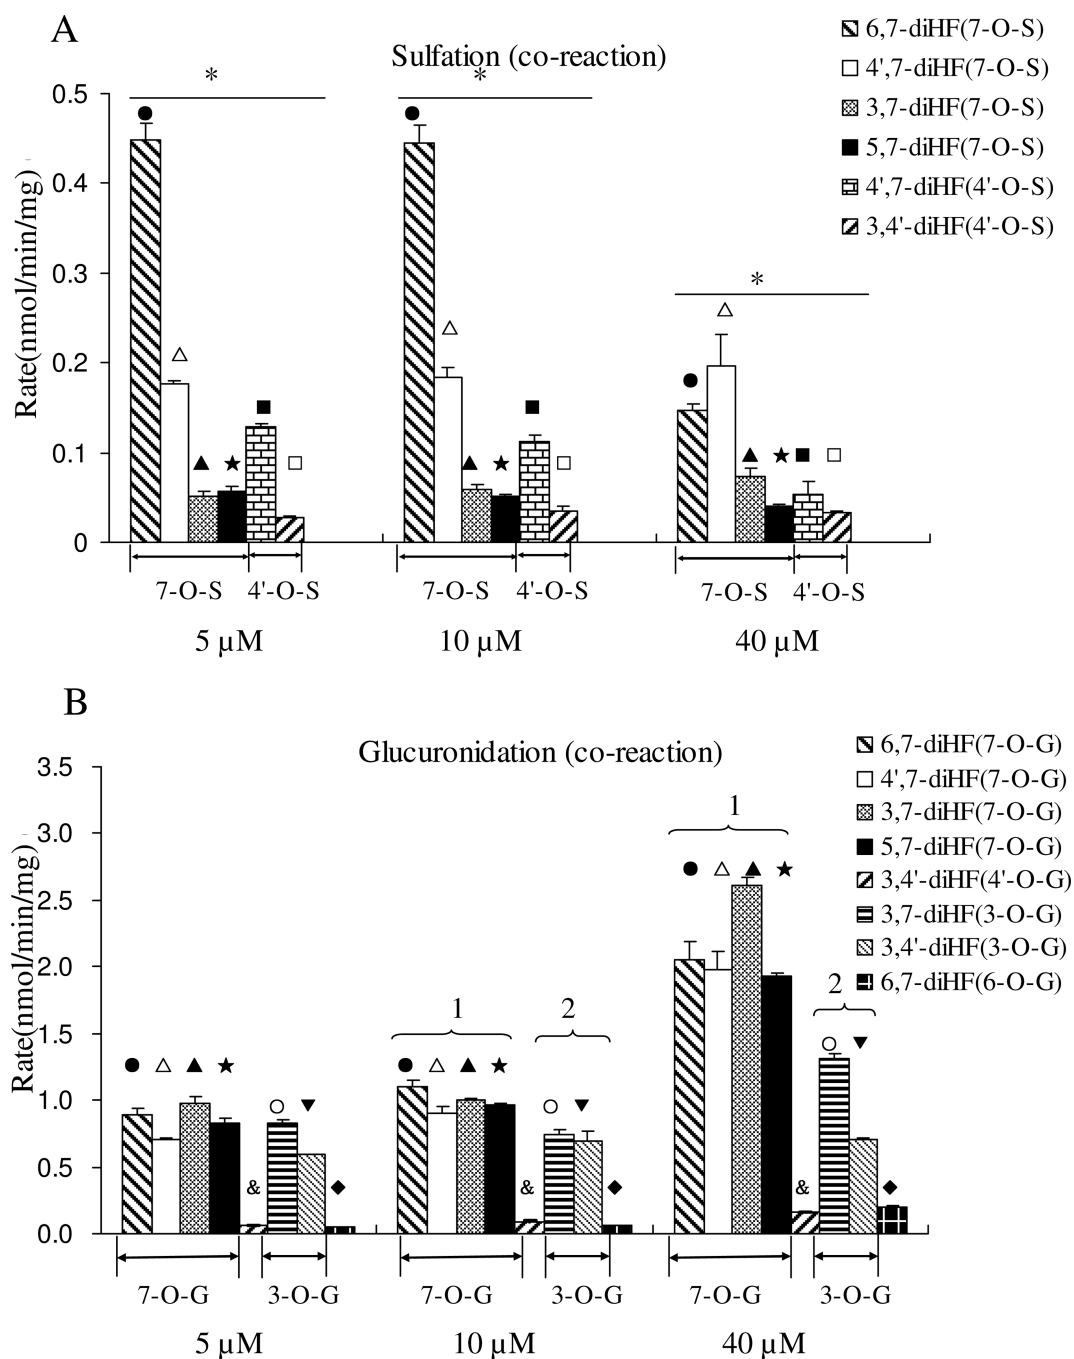 A
Sulfation (co-reaction)
6,7-diHF(7-O-S)
4',7-diHF(7-O-S)
3,7-diHF(7-O-S)
5,7-diHF(7-O-S)
4',7-diHF(4'-O-S)
3,4'-diHF(4'-O-S)
* * *
Rate(nmol/min/mg)
0.5
0.4
0.3
0.2
0.1
0
7-O-S 4'-O-S 7-O-S 4'-O-S 7-O-S 4'-O-S
5 µM 10 µM 40 µM
B
Glucuronidation (co-reaction)
6,7-diHF(7-O-G)
4',7-diHF(7-O-G)
3,7-diHF(7-O-G)
5,7-diHF(7-O-G)
3,4'-diHF(4'-O-G)
3,7-diHF(3-O-G)
3,4'-diHF(3-O-G)
6,7-diHF(6-O-G)
Rate(nmol/min/mg)
3.5
3.0
2.5
2.0
1.5
1.0
0.5
0.0
1 2 1 2
& & &
7-O-G 3-O-G 7-O-G 3-O-G 7-O-G 3-O-G
5 µM 10 µM 40 µM